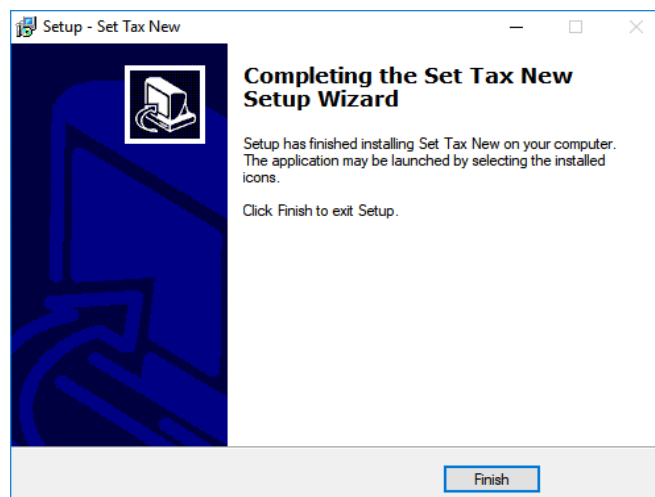 Setup - Set Tax New
Completing the Set Tax New
Setup Wizard
Setup has finished installing Set Tax New on your computer.
The application may be launched by selecting the installed
icons.
Click Finish to exit Setup.
Finish